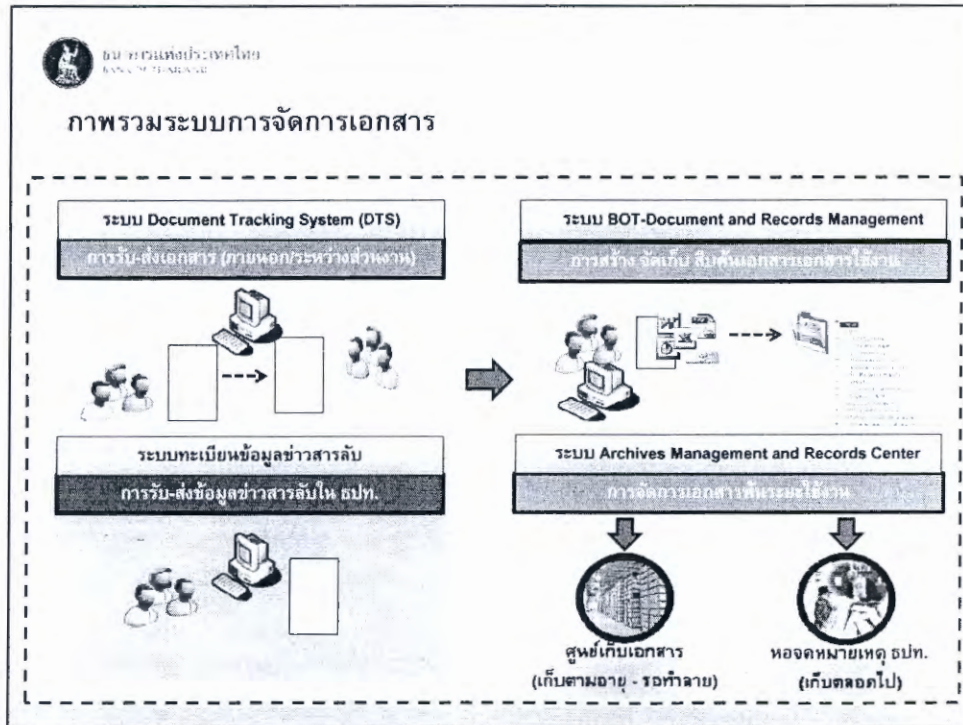 ธนาคารแห่งประเทศไทย
BANK OF THAILAND
ภาพรวมระบบการจัดการเอกสาร
ระบบ Document Tracking System (DTS)
การรับ-ส่งเอกสาร (ภายนอก/ระหว่างส่วนงาน)
ระบบ BOT-Document and Records Management
การสร้าง จัดเก็บ สืบค้นเอกสารเอกสารใช้งาน
ระบบทะเบียนข้อมูลข่าวสารลับ
การรับ-ส่งข้อมูลข่าวสารลับใน ธปท.
ระบบ Archives Management and Records Center
การจัดการเอกสารพ้นระยะใช้งาน
ศูนย์เก็บเอกสาร
(เก็บตามอายุ - รอทำลาย)
หอจดหมายเหตุ ธปท.
(เก็บตลอดไป)